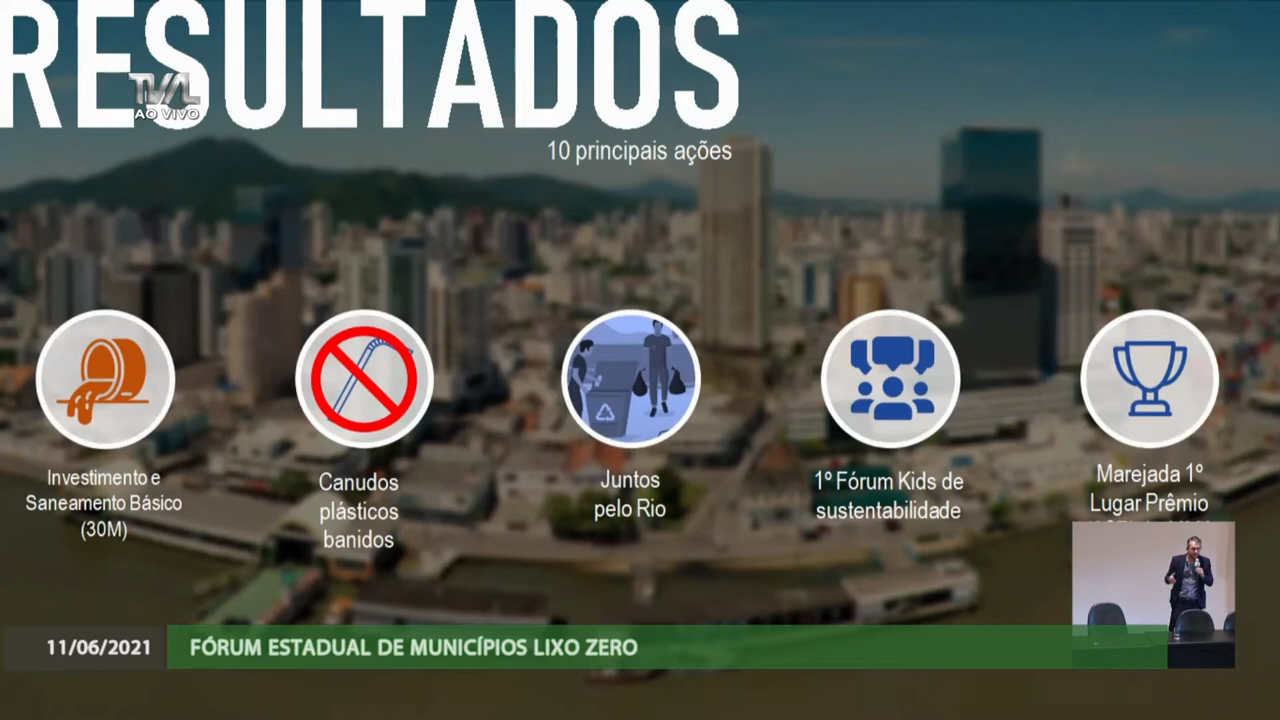 RESULTADOS
TVAL
AO VIVO
10 principais ações
Investimento e
Saneamento Básico
(30M)
Canudos
plásticos
banidos
Juntos
pelo Rio
1º Fórum Kids de
sustentabilidade
Marejada 1º
Lugar Prêmio
11/06/2021
FÓRUM ESTADUAL DE MUNICÍPIOS LIXO ZERO